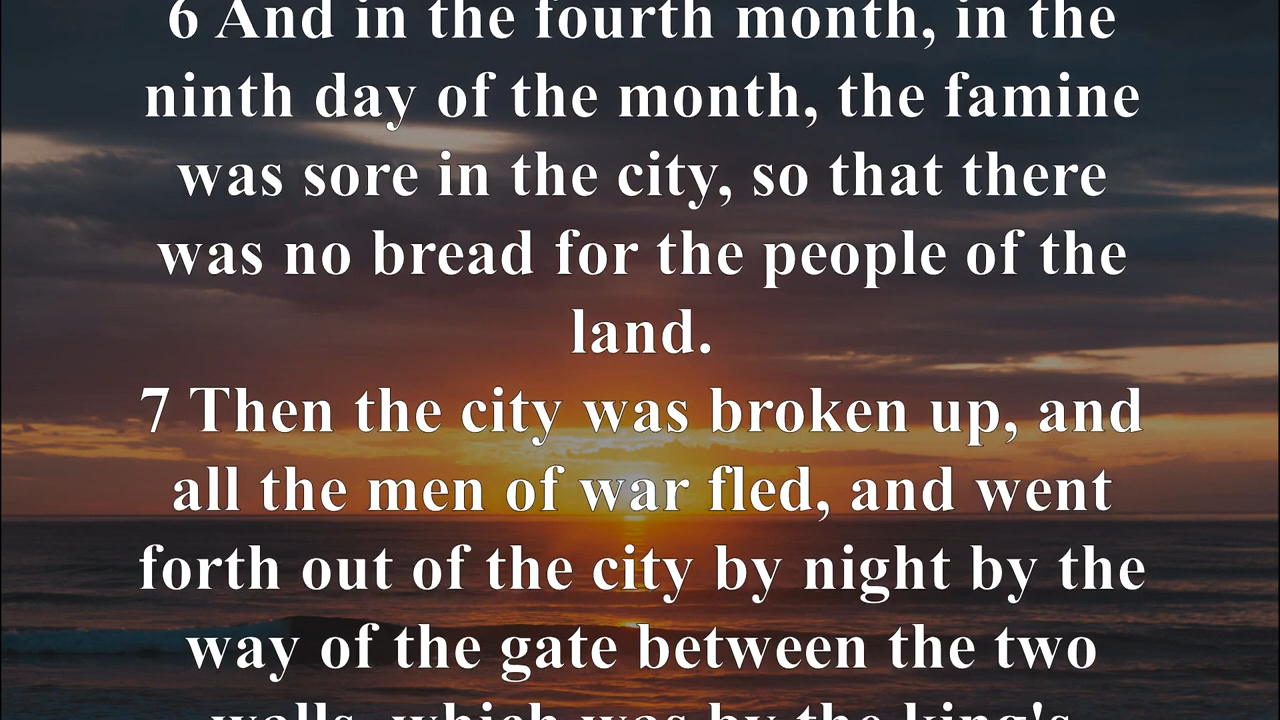 6 And in the fourth month, in the
ninth day of the month, the famine
was sore in the city, so that there
was no bread for the people of the
land.
7 Then the city was broken up, and
all the men of war fled, and went
forth out of the city by night by the
way of the gate between the two
walls, which was by the king's